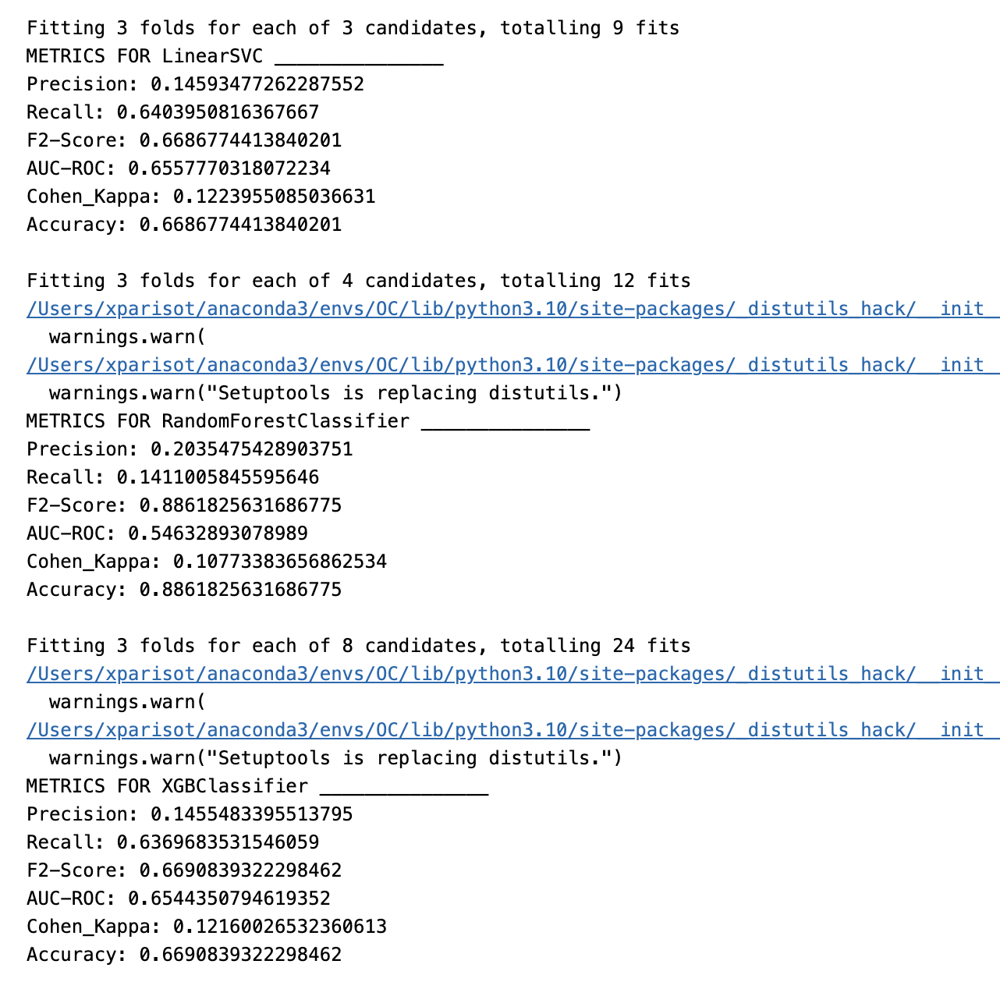 Fitting 3 folds for each of 3 candidates, totalling 9 fits
METRICS FOR LinearSVC _______________
Precision: 0.14593477262287552
Recall: 0.6403950816367667
F2-Score: 0.6686774413840201
AUC-ROC: 0.6557770318072234
Cohen_Kappa: 0.1223955085036631
Accuracy: 0.6686774413840201
Fitting 3 folds for each of 4 candidates, totalling 12 fits
/Users/xparisot/anaconda3/envs/OC/lib/python3.10/site-packages/_distutils_hack/__init__
  warnings.warn(
/Users/xparisot/anaconda3/envs/OC/lib/python3.10/site-packages/_distutils_hack/__init__
  warnings.warn("Setuptools is replacing distutils.")
METRICS FOR RandomForestClassifier _______________
Precision: 0.2035475428903751
Recall: 0.1411005845595646
F2-Score: 0.8861825631686775
AUC-ROC: 0.54632893078989
Cohen_Kappa: 0.10773383656862534
Accuracy: 0.8861825631686775
Fitting 3 folds for each of 8 candidates, totalling 24 fits
/Users/xparisot/anaconda3/envs/OC/lib/python3.10/site-packages/_distutils_hack/__init__
  warnings.warn(
/Users/xparisot/anaconda3/envs/OC/lib/python3.10/site-packages/_distutils_hack/__init__
  warnings.warn("Setuptools is replacing distutils.")
METRICS FOR XGBClassifier _______________
Precision: 0.1455483395513795
Recall: 0.6369683531546059
F2-Score: 0.6690839322298462
AUC-ROC: 0.6544350794619352
Cohen_Kappa: 0.12160026532360613
Accuracy: 0.6690839322298462